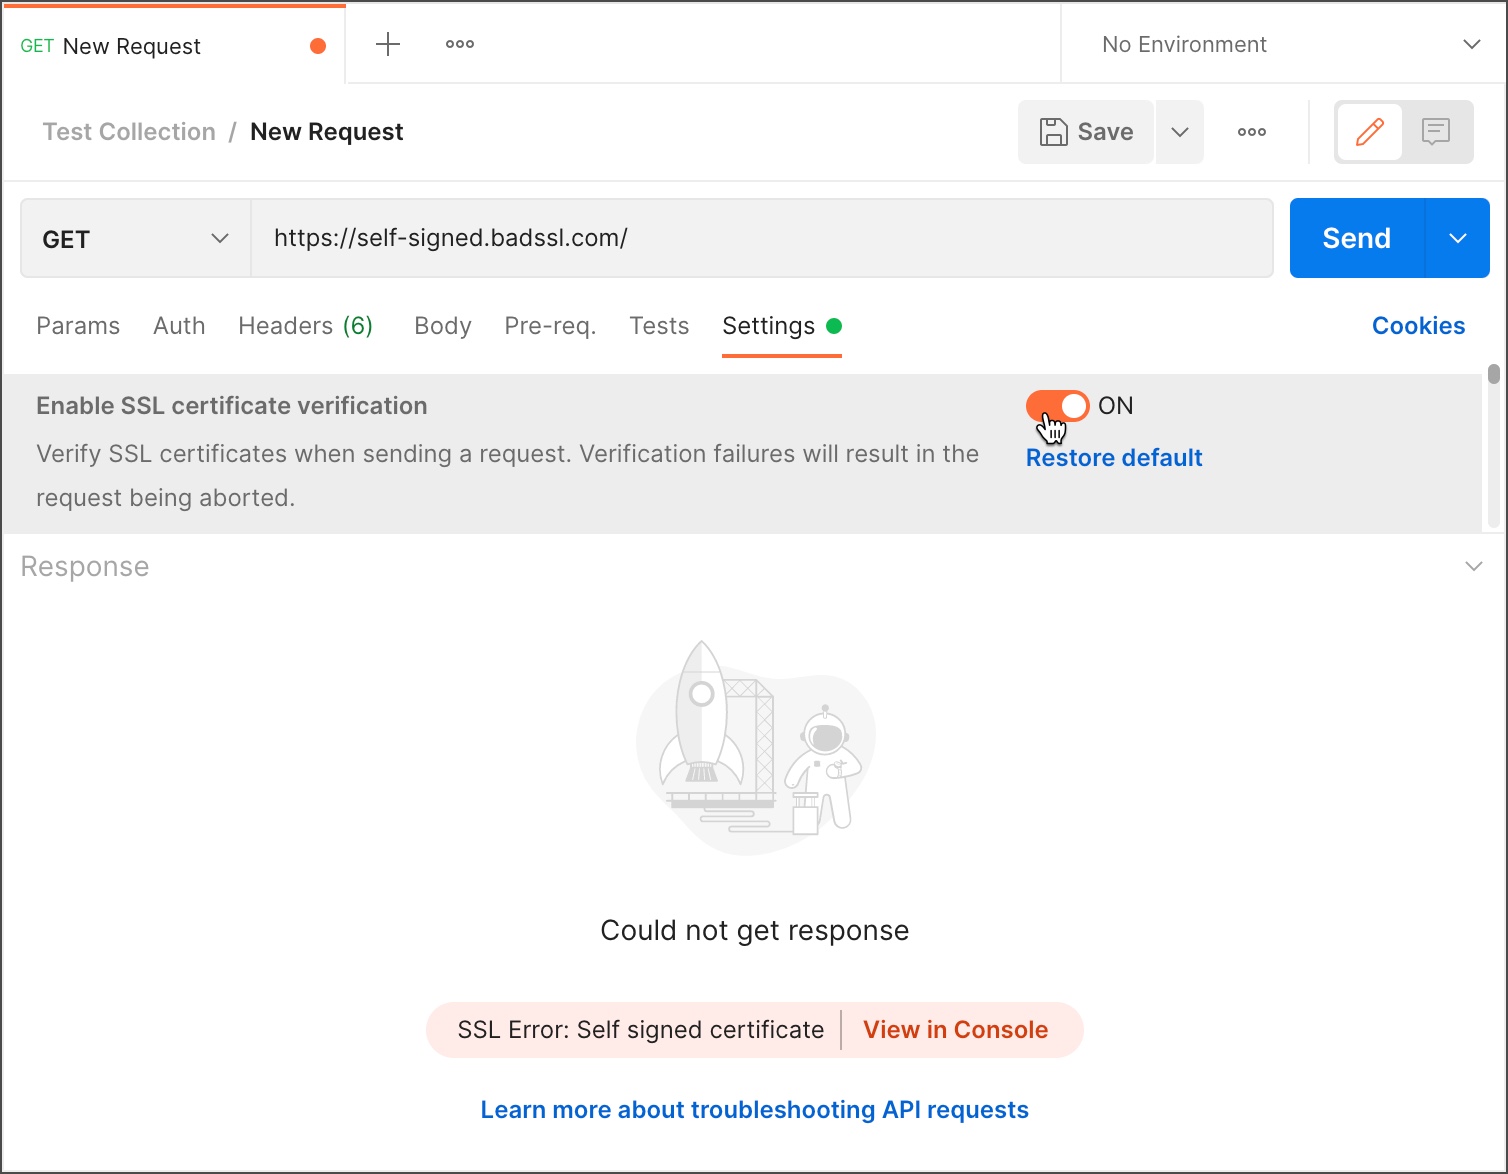 GET New Request
No Environment
Test Collection / New Request
Save
GET
https://self-signed.badssl.com/
Send
Params Auth Headers (6) Body Pre-req. Tests Settings Cookies
Enable SSL certificate verification
ON
Verify SSL certificates when sending a request. Verification failures will result in the
request being aborted.
Restore default
Response
Could not get response
SSL Error: Self signed certificate View in Console
Learn more about troubleshooting API requests